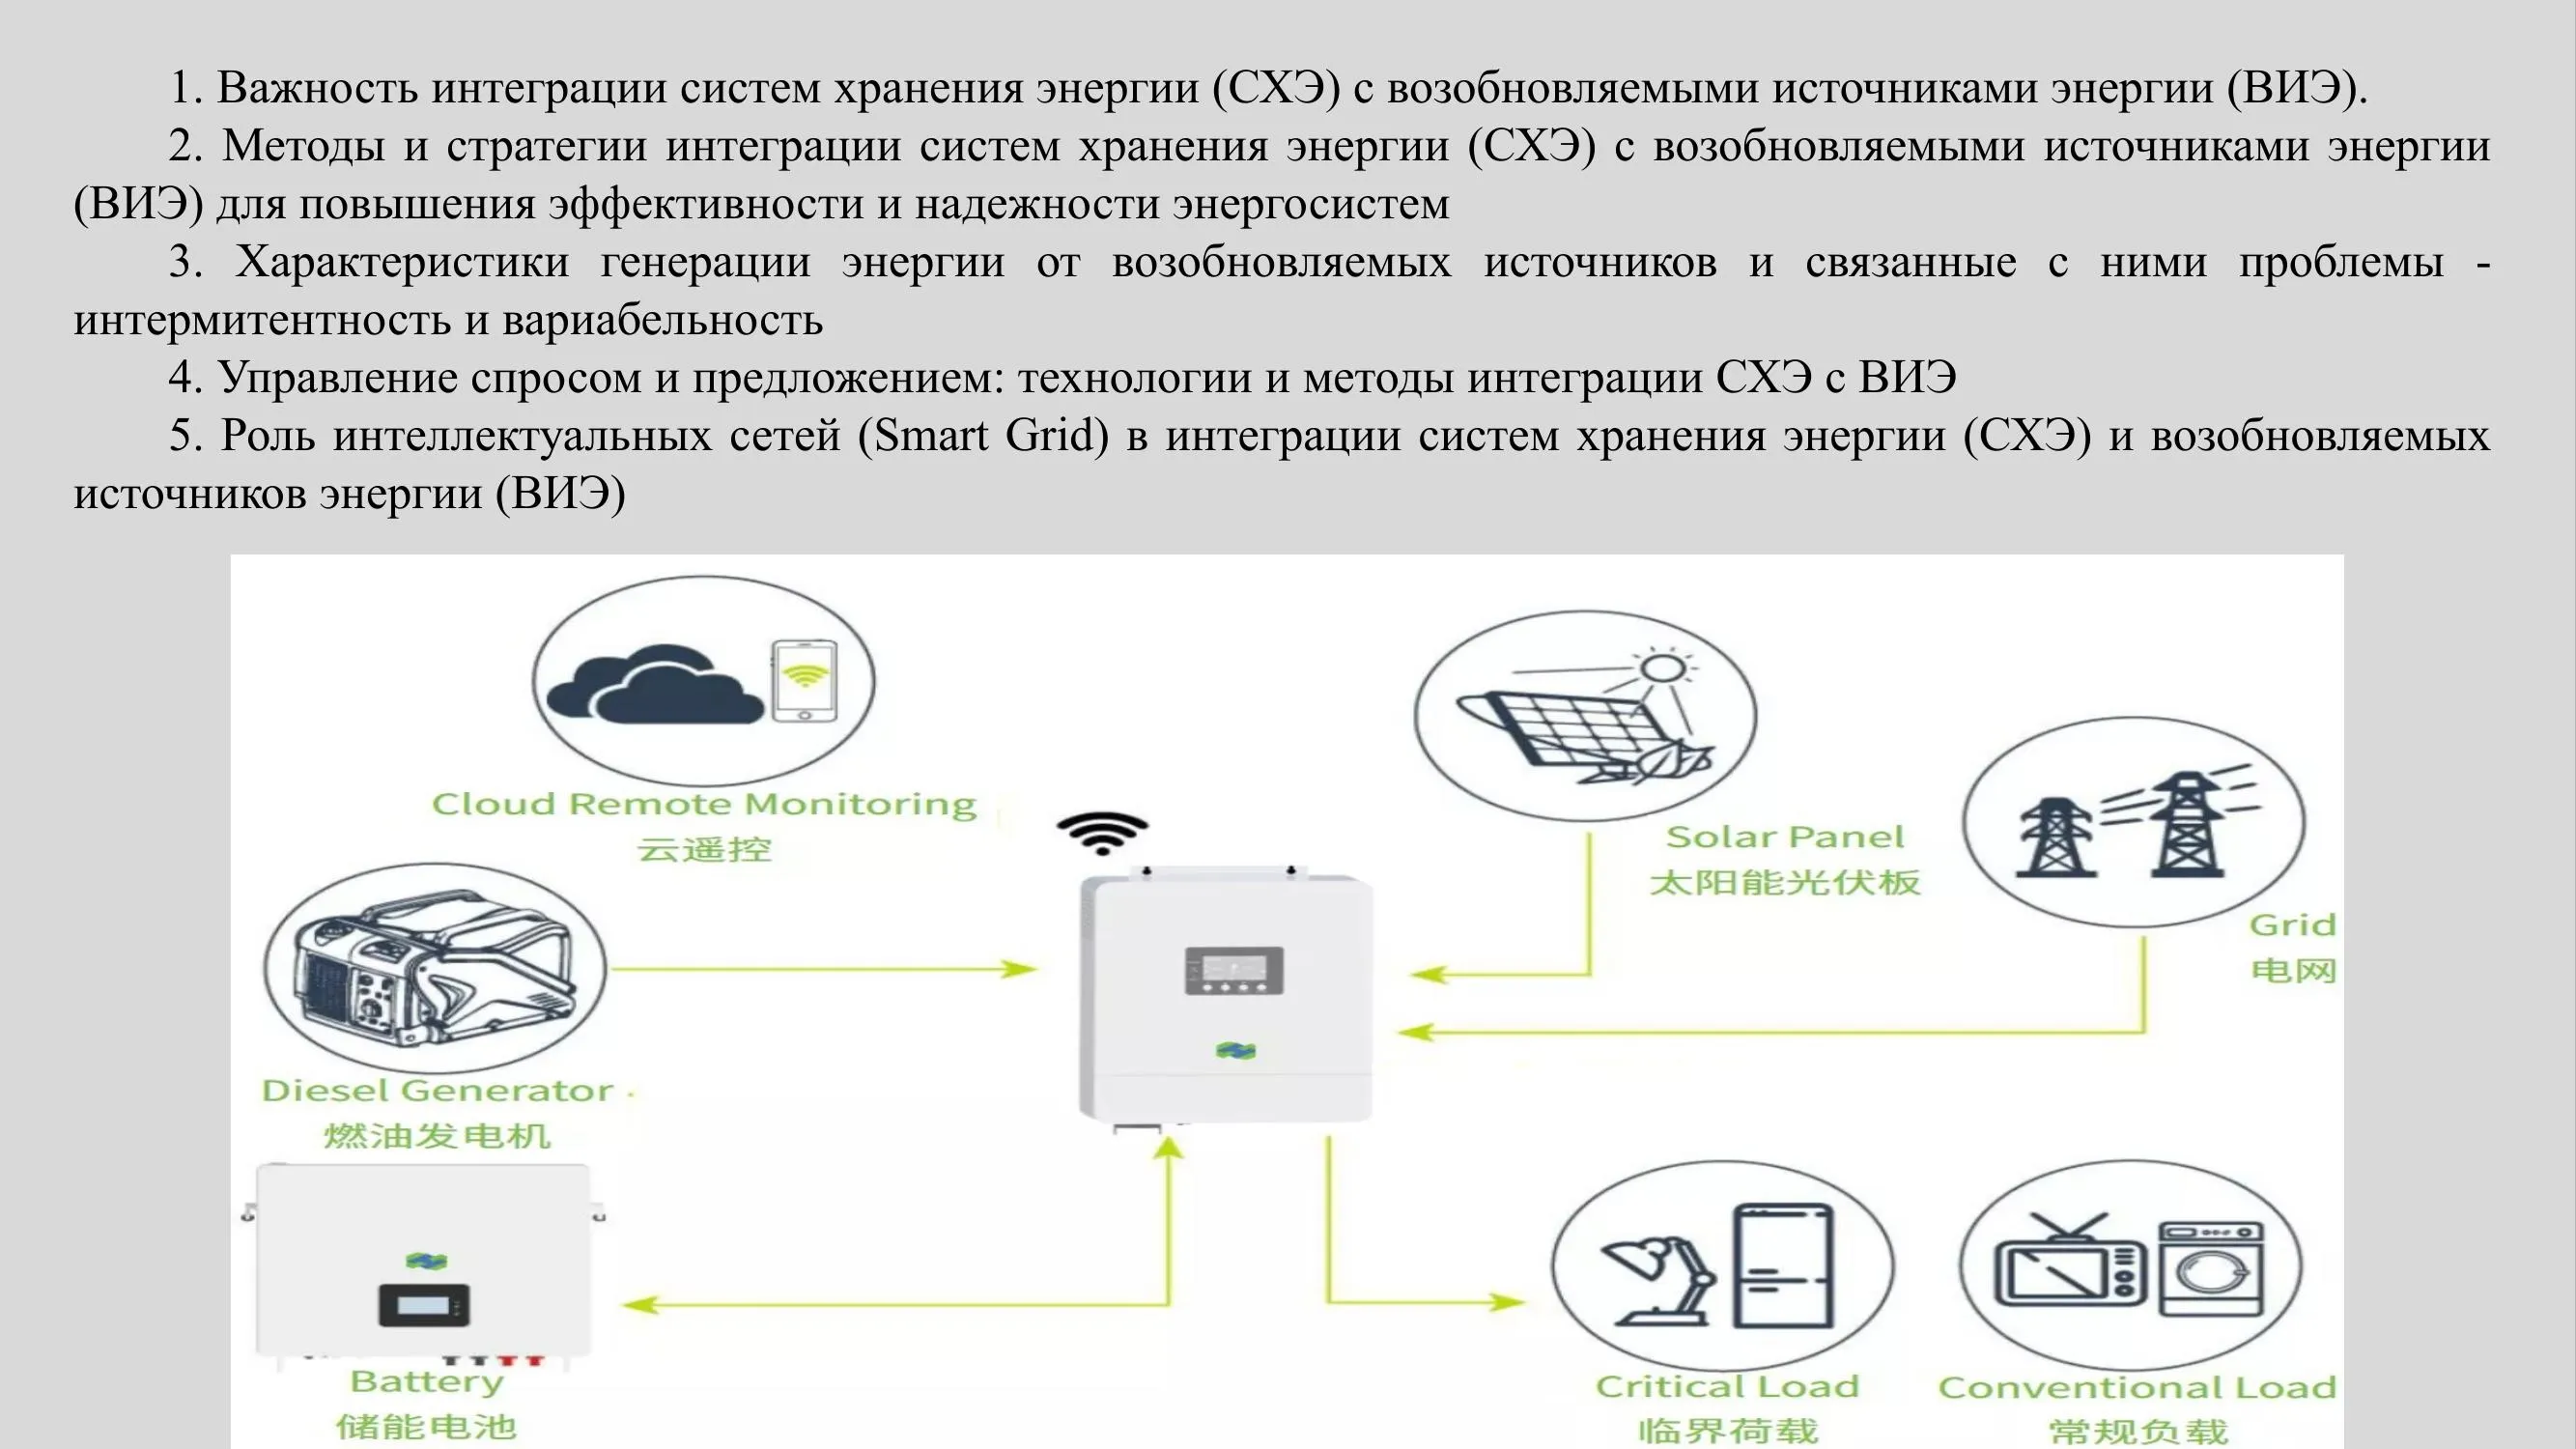 1. Важность интеграции систем хранения энергии (СХЭ) с возобновляемыми источниками энергии (ВИЭ).
2. Методы и стратегии интеграции систем хранения энергии (СХЭ) с возобновляемыми источниками энергии
(ВИЭ) для повышения эффективности и надежности энергосистем
3. Характеристики генерации энергии от возобновляемых источников и связанные с ними проблемы -
интермитентность и вариабельность
4. Управление спросом и предложением: технологии и методы интеграции СХЭ с ВИЭ
5. Роль интеллектуальных сетей (Smart Grid) в интеграции систем хранения энергии (СХЭ) и возобновляемых
источников энергии (ВИЭ)
Cloud Remote Monitoring
云遥控
Solar Panel
太阳能光伏板
Grid
电网
Diesel Generator
燃油发电机
Battery
储能电池
Critical Load
临界荷载
Conventional Load
常规负载